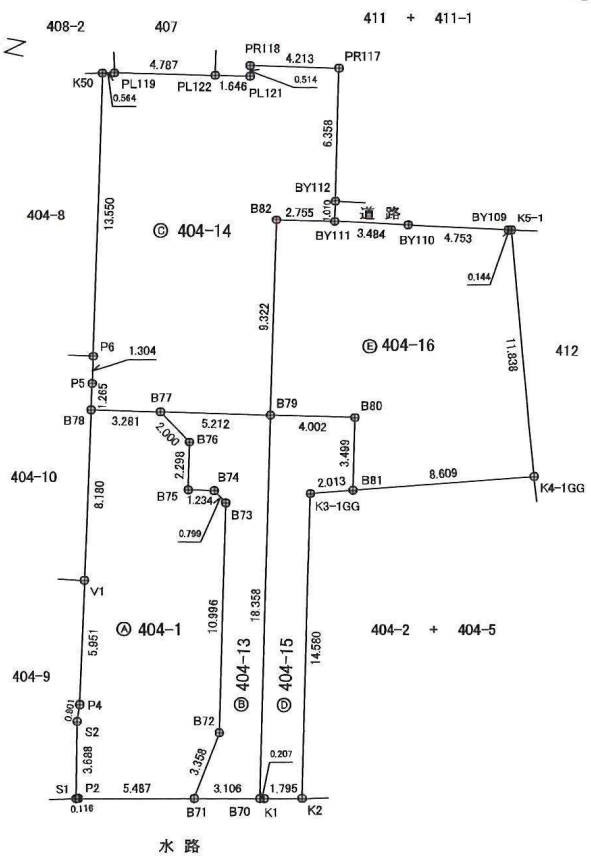 408-2
407
411 + 411-1
N
PR118
4.213
PR117
4.787
K50
PL119
PL122
1.646
PL121
0.514
0.564
6.358
13.550
BY112
1.010
道路
404-8
Ⓒ 404-14
B82
2.755
BY111
3.484
BY110
4.753
BY109
K5-1
0.144
9.322
11.838
P6
1.304
Ⓔ 404-16
412
P5
1.265
B78
3.281
B77
5.212
B79
4.002
B80
2.000
B76
3.499
2.298
404-10
B75
1.234
B74
B73
0.799
2.013
B81
8.609
K3-1GG
K4-1GG
8.180
V1
10.996
18.358
14.580
5.951
Ⓐ 404-1
Ⓑ 404-13
Ⓓ 404-15
404-2 + 404-5
404-9
P4
0.801
S2
B72
3.688
3.358
0.207
S1
P2
5.487
3.106
1.795
0.116
B71
B70
K1
K2
水路